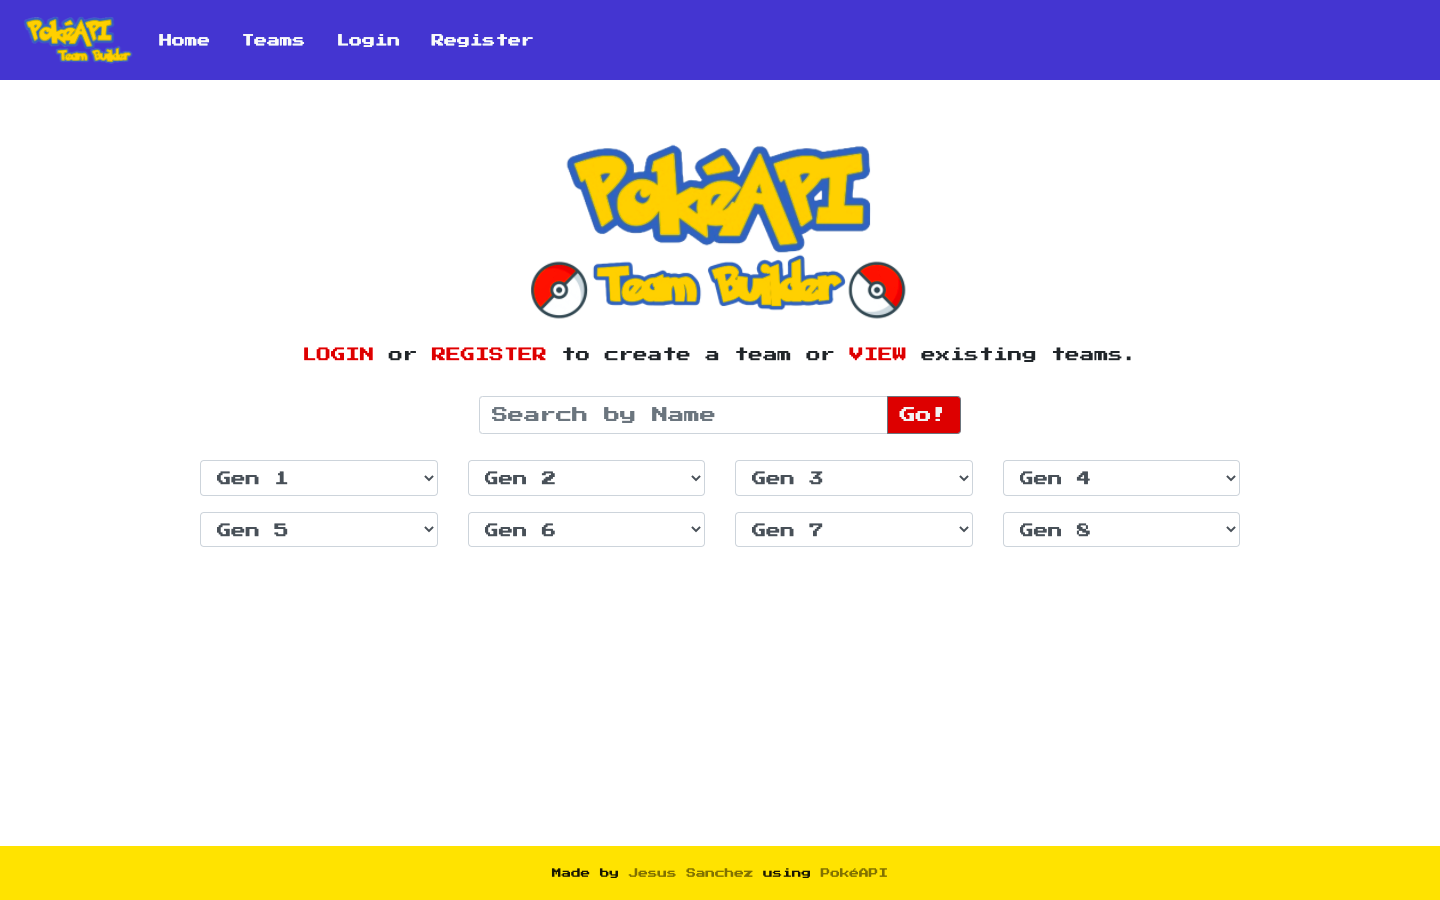 PokéAPI
Team Builder
Home Teams Login Register
PokéAPI
Team Builder
LOGIN or REGISTER to create a team or VIEW existing teams.
Search by Name Go!
Gen 1 Gen 2 Gen 3 Gen 4
Gen 5 Gen 6 Gen 7 Gen 8
Made by Jesus Sanchez using PokéAPI